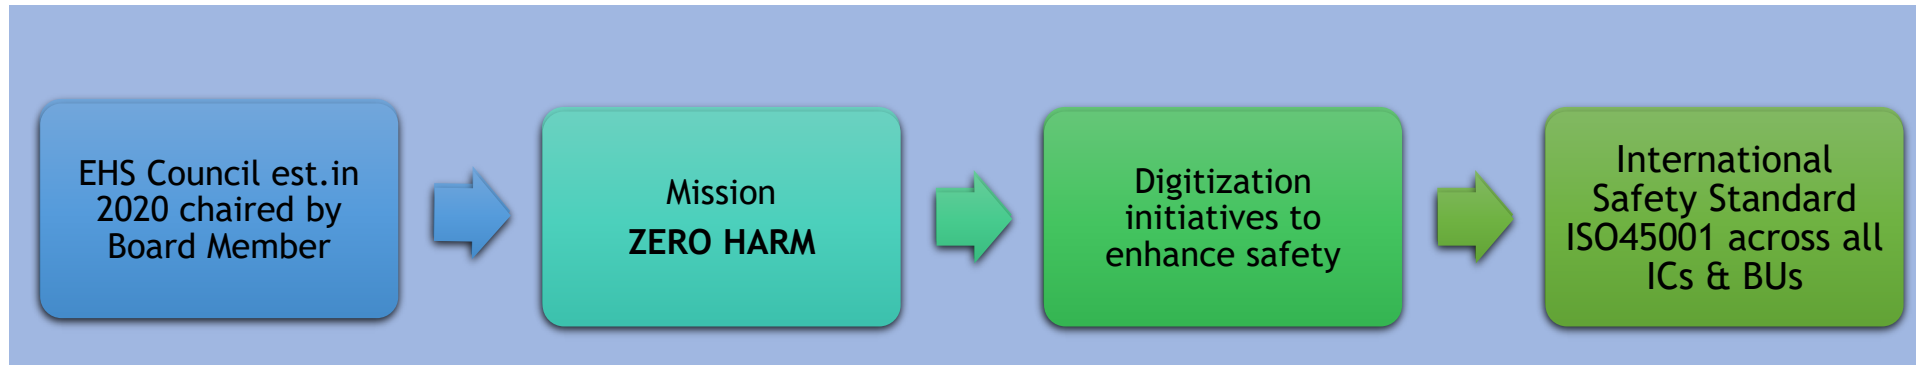 EHS Council est.in
2020 chaired by
Board Member
Mission
ZERO HARM
Digitization
initiatives to
enhance safety
International
Safety Standard
ISO45001 across all
ICs & BUs